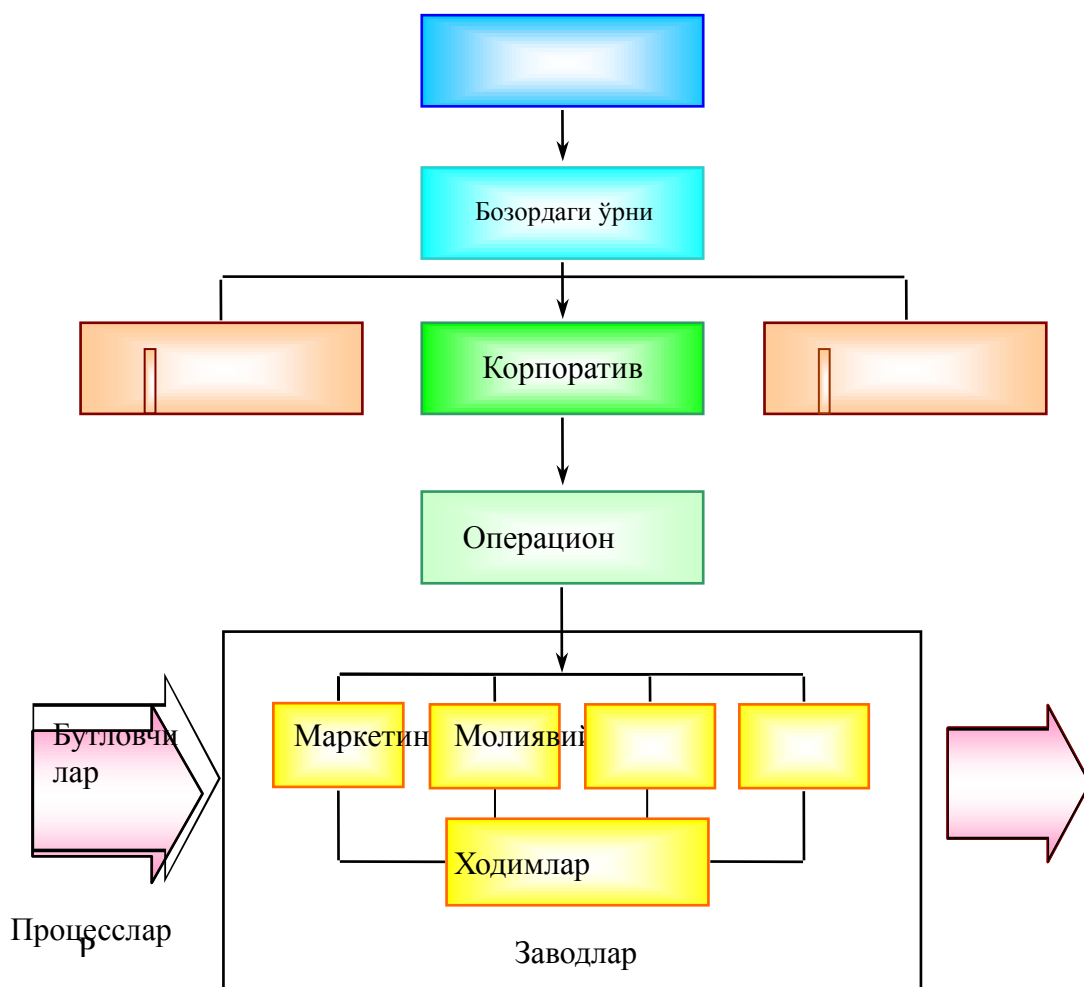 Бозордаги ўрни
Корпоратив
Операцион
Бутловчи
лар
Маркетин
Молиявий
Ходимлар
Процесслар
р
Заводлар